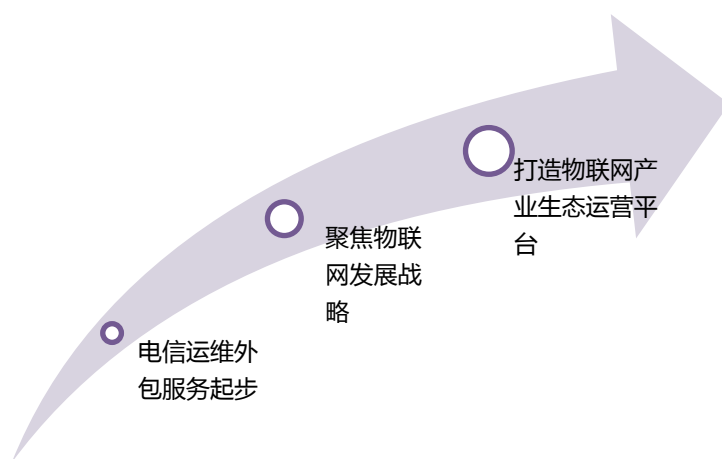 打造物联网产
业生态运营平
台
聚焦物联
网发展战
略
电信运维外
包服务起步